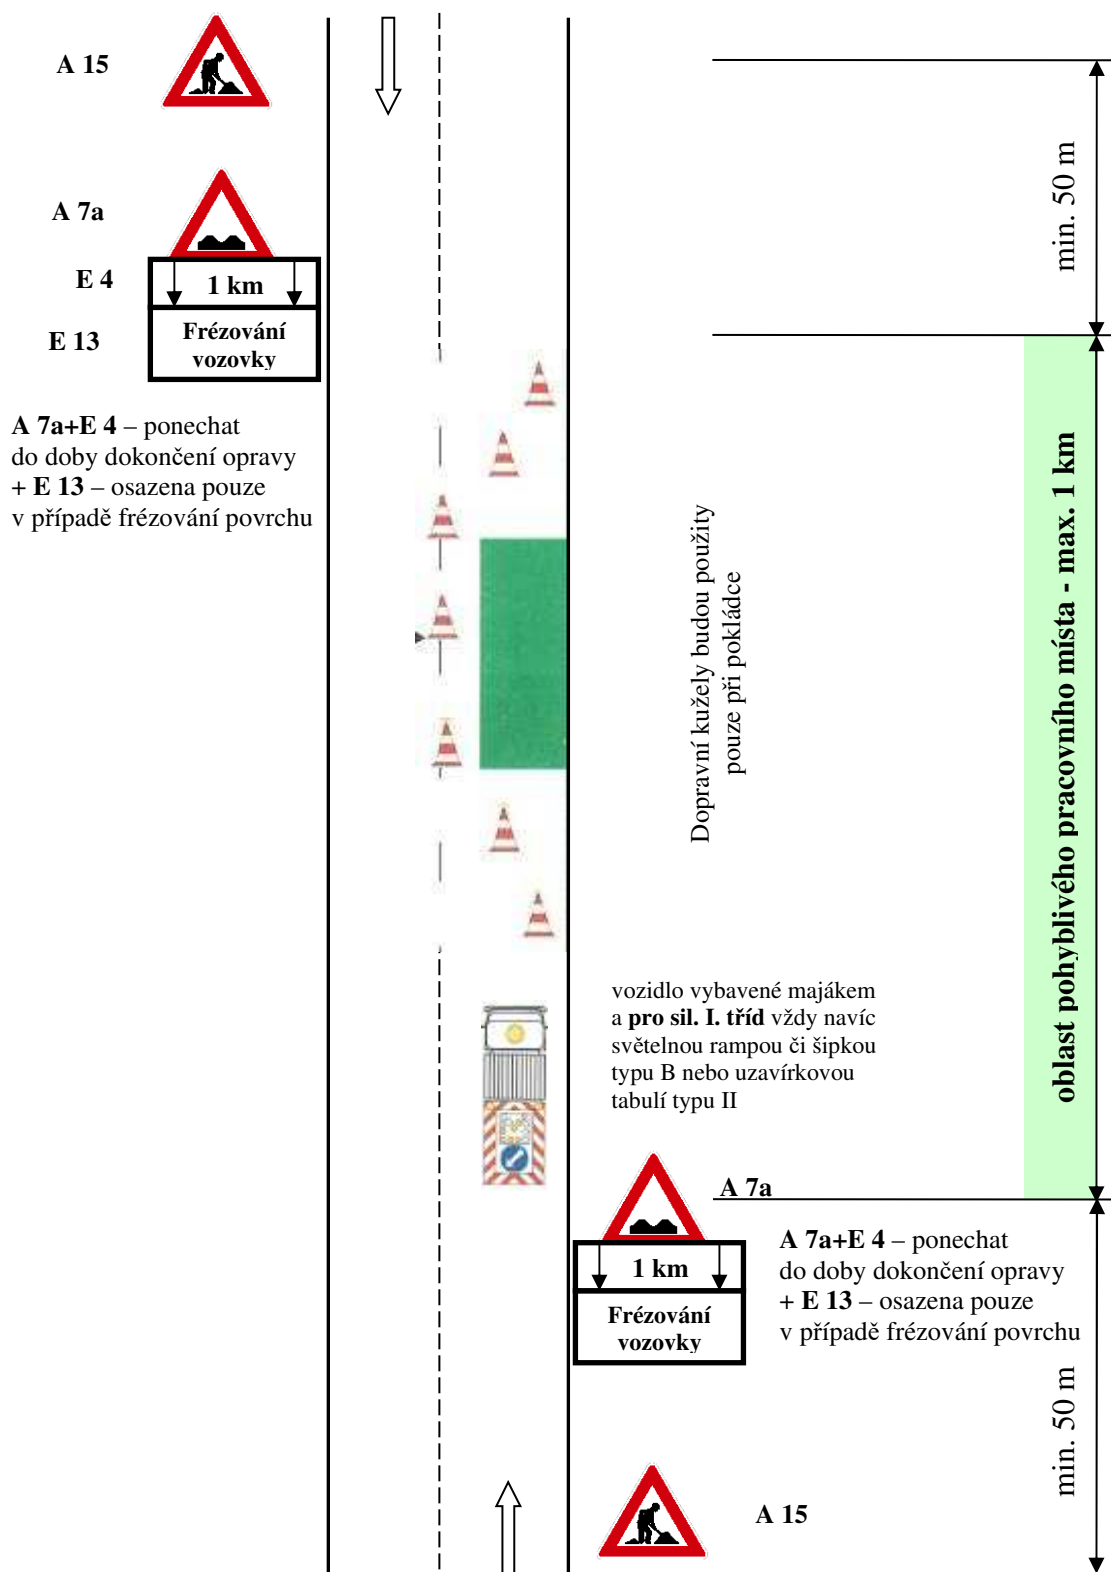 A 15
A 7a
E 4
1 km
E 13
Frézování
vozovky
A 7a+E 4 – ponechat
do doby dokončení opravy
+ E 13 – osazena pouze
v případě frézování povrchu
min. 50 m
oblast pohyblivého pracovního místa - max. 1 km
Dopravní kužely budou použity
pouze při pokládce
vozidlo vybavené majákem
a pro sil. I. tříd vždy navíc
světelnou rampou či šipkou
typu B nebo uzavírkovou
tabulí typu II
A 7a
1 km
Frézování
vozovky
A 7a+E 4 – ponechat
do doby dokončení opravy
+ E 13 – osazena pouze
v případě frézování povrchu
min. 50 m
A 15